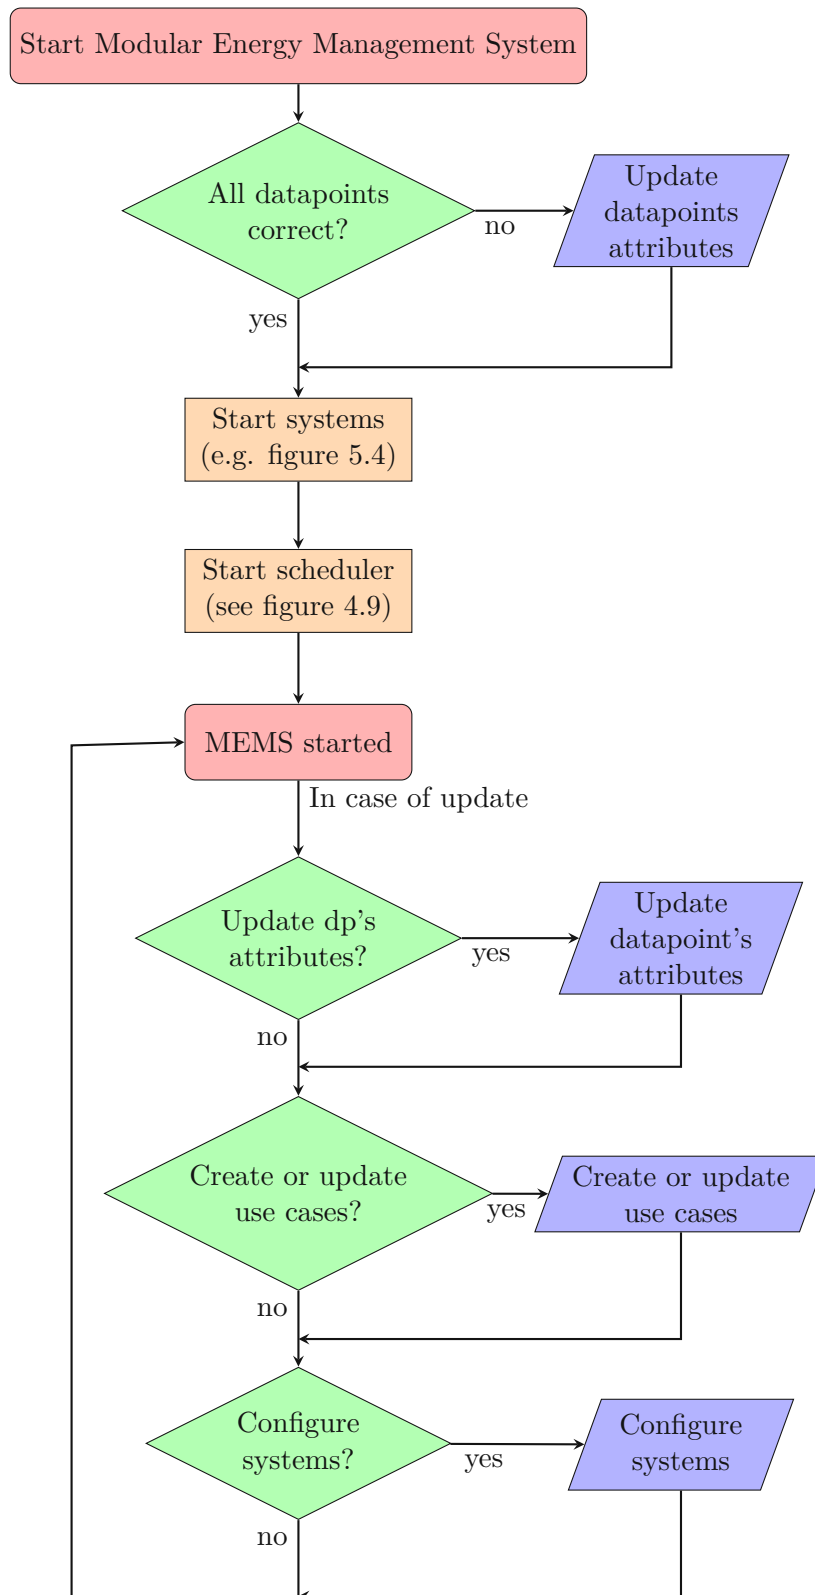 Start Modular Energy Management System
All datapoints
correct?
no
Update
datapoints
attributes
yes
Start systems
(e.g. figure 5.4)
Start scheduler
(see figure 4.9)
MEMS started
In case of update
Update dp's
attributes?
yes
Update
datapoint's
attributes
no
Create or update
use cases?
yes
Create or update
use cases
no
Configure
systems?
yes
Configure
systems
no